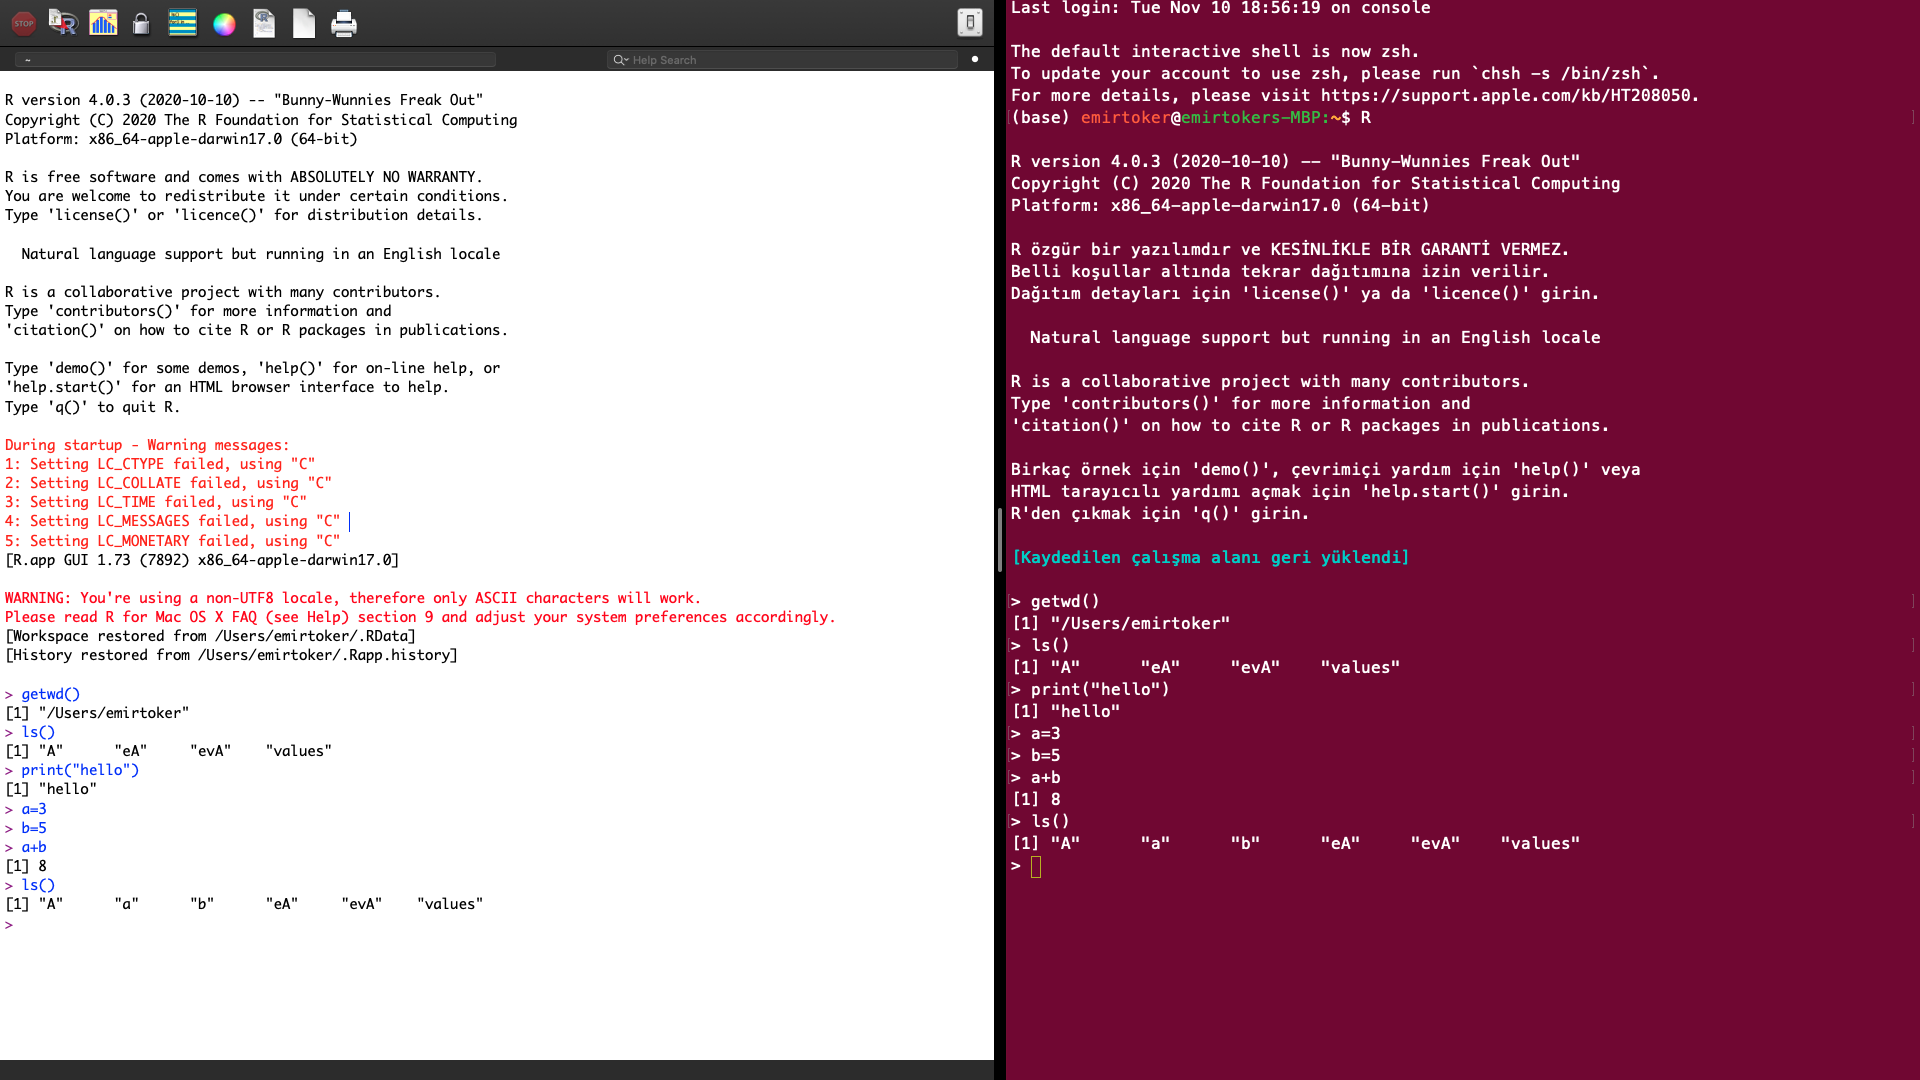 STOP
~
Help Search
R version 4.0.3 (2020-10-10) -- "Bunny-Wunnies Freak Out"
Copyright (C) 2020 The R Foundation for Statistical Computing
Platform: x86_64-apple-darwin17.0 (64-bit)
R is free software and comes with ABSOLUTELY NO WARRANTY.
You are welcome to redistribute it under certain conditions.
Type 'license()' or 'licence()' for distribution details.
Natural language support but running in an English locale
R is a collaborative project with many contributors.
Type 'contributors()' for more information and
'citation()' on how to cite R or R packages in publications.
Type 'demo()' for some demos, 'help()' for on-line help, or
'help.start()' for an HTML browser interface to help.
Type 'q()' to quit R.
During startup - Warning messages:
1: Setting LC_CTYPE failed, using "C"
2: Setting LC_COLLATE failed, using "C"
3: Setting LC_TIME failed, using "C"
4: Setting LC_MESSAGES failed, using "C"
5: Setting LC_MONETARY failed, using "C"
[R.app GUI 1.73 (7892) x86_64-apple-darwin17.0]
WARNING: You're using a non-UTF8 locale, therefore only ASCII characters will work.
Please read R for Mac OS X FAQ (see Help) section 9 and adjust your system preferences accordingly.
[Workspace restored from /Users/emirtoker/.RData]
[History restored from /Users/emirtoker/.Rapp.history]
> getwd()
[1] "/Users/emirtoker"
> ls()
[1] "A"      "eA"     "evA"    "values"
> print("hello")
[1] "hello"
> a=3
> b=5
> a+b
[1] 8
> ls()
[1] "A"      "a"      "b"      "eA"     "evA"    "values"
>
Last login: Tue Nov 10 18:56:19 on console
The default interactive shell is now zsh.
To update your account to use zsh, please run `chsh -s /bin/zsh`.
For more details, please visit https://support.apple.com/kb/HT208050.
(base) emirtoker@emirtokers-MBP:~$ R
R version 4.0.3 (2020-10-10) -- "Bunny-Wunnies Freak Out"
Copyright (C) 2020 The R Foundation for Statistical Computing
Platform: x86_64-apple-darwin17.0 (64-bit)
R özgür bir yazılımdır ve KESİNLİKLE BİR GARANTİ VERMEZ.
Belli koşullar altında tekrar dağıtımına izin verilir.
Dağıtım detayları için 'license()' ya da 'licence()' girin.
Natural language support but running in an English locale
R is a collaborative project with many contributors.
Type 'contributors()' for more information and
'citation()' on how to cite R or R packages in publications.
Birkaç örnek için 'demo()', çevrimiçi yardım için 'help()' veya
HTML tarayıcılı yardımı açmak için 'help.start()' girin.
R'den çıkmak için 'q()' girin.
[Kaydedilen çalışma alanı geri yüklendi]
> getwd()
[1] "/Users/emirtoker"
> ls()
[1] "A"      "eA"     "evA"    "values"
> print("hello")
[1] "hello"
> a=3
> b=5
> a+b
[1] 8
> ls()
[1] "A"      "a"      "b"      "eA"     "evA"    "values"
>